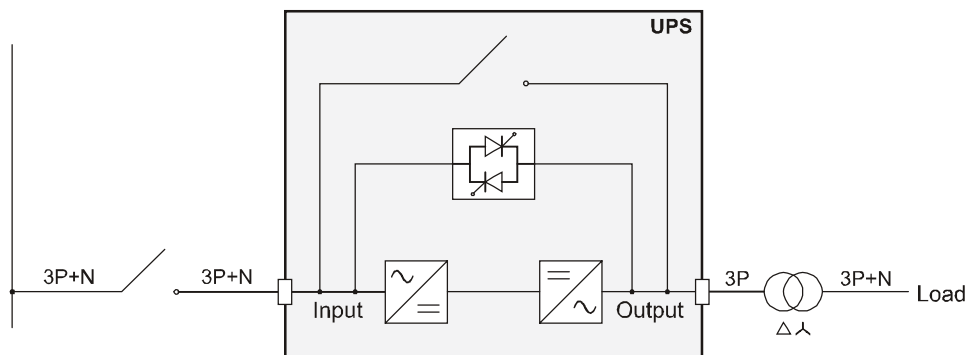 UPS
3P+N
3P+N
Input
Output
3P
3P+N
Load